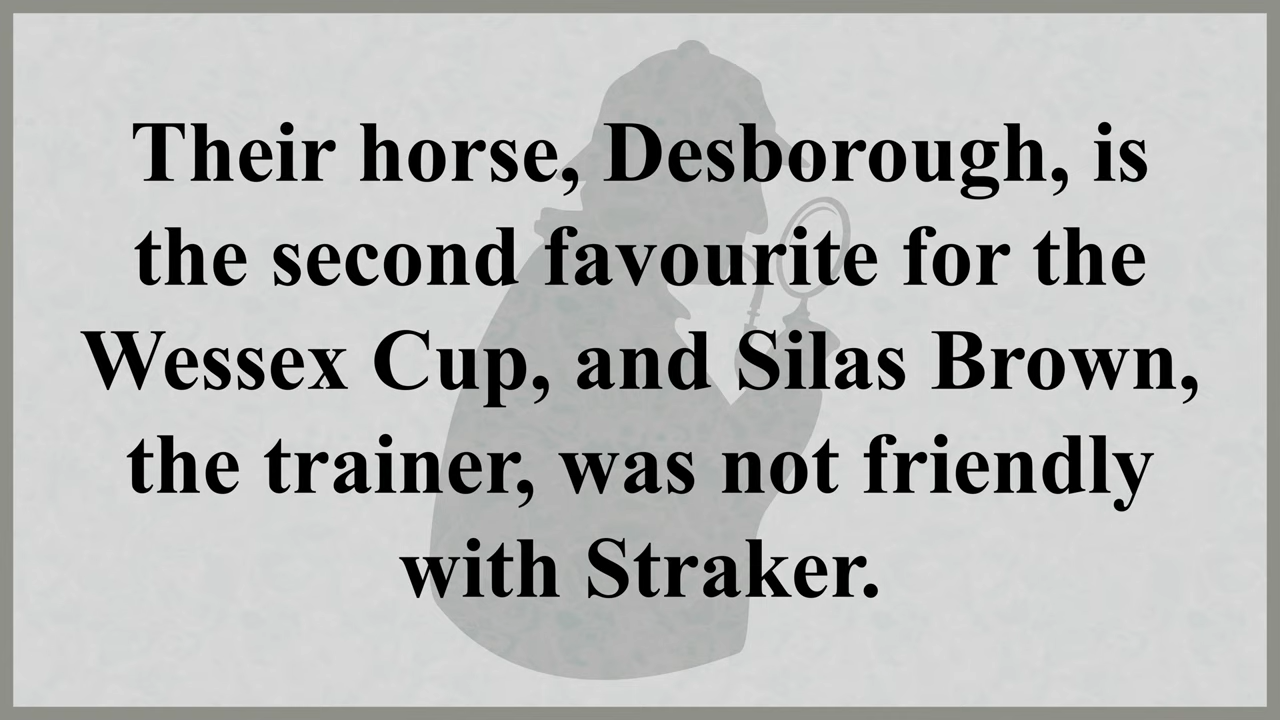 Their horse, Desborough, is
the second favourite for the
Wessex Cup, and Silas Brown,
the trainer, was not friendly
with Straker.